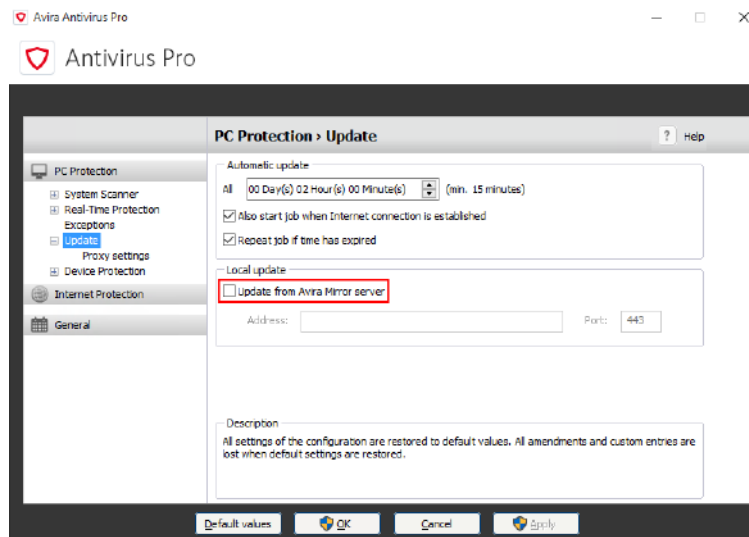 Avira Antivirus Pro
Antivirus Pro
PC Protection › Update
? Help
PC Protection
System Scanner
Real-Time Protection
Exceptions
Update
Proxy settings
Device Protection
Internet Protection
General
Automatic update
All 00 Day(s) 02 Hour(s) 00 Minute(s) (min. 15 minutes)
Also start job when Internet connection is established
Repeat job if time has expired
Local update
Update from Avira Mirror server
Address: Port: 443
Description
All settings of the configuration are restored to default values. All amendments and custom entries are
lost when default settings are restored.
Default values OK Cancel Apply